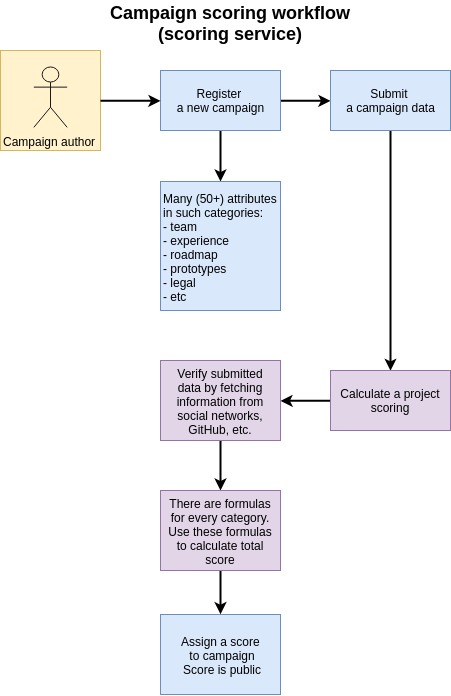 Campaign scoring workflow
(scoring service)
Campaign author
Register
a new campaign
Submit
a campaign data
Many (50+) attributes
in such categories:
- team
- experience
- roadmap
- prototypes
- legal
- etc
Calculate a project
scoring
Verify submitted
data by fetching
information from
social networks,
GitHub, etc.
There are formulas
for every category.
Use these formulas
to calculate total
score
Assign a score
to campaign
Score is public